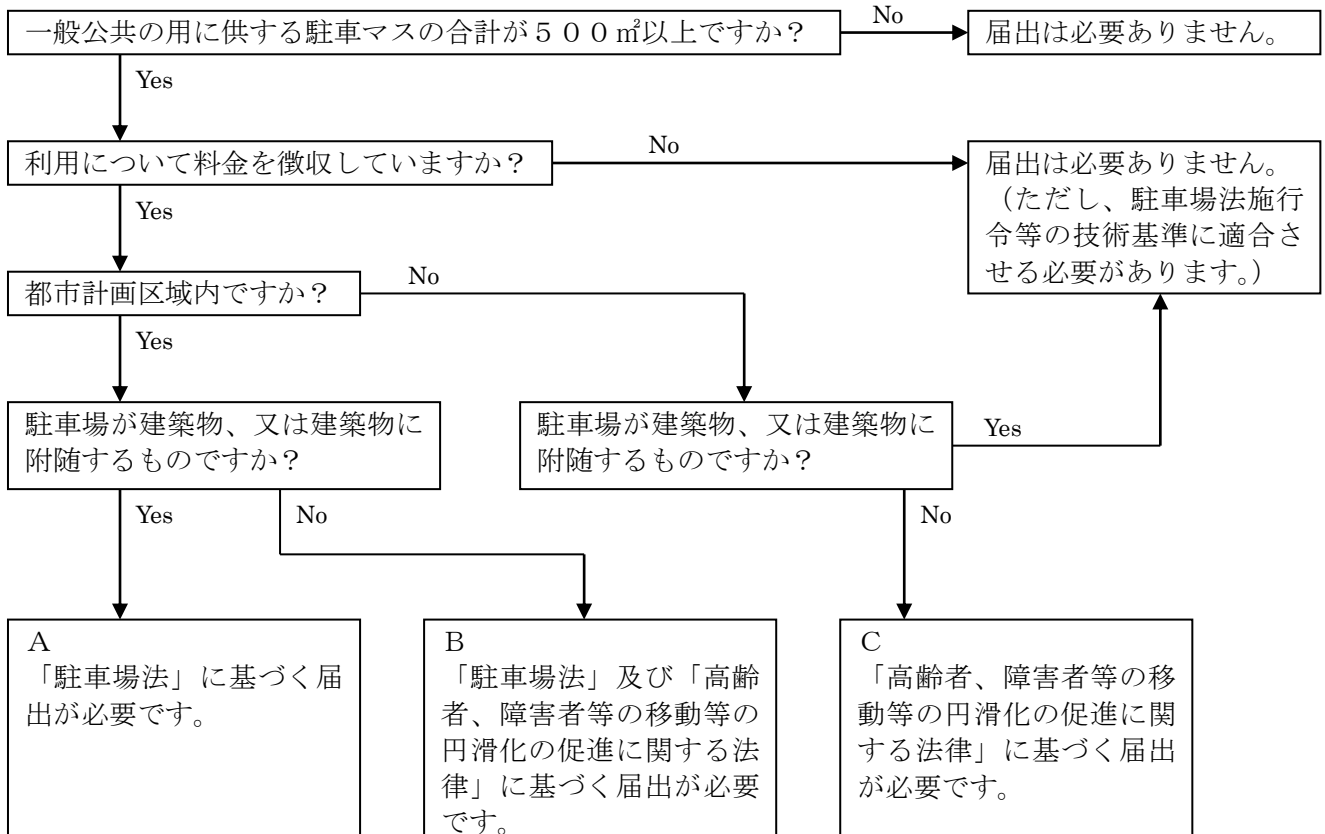 一般公共の用に供する駐車マスの合計が５００㎡以上ですか？
No
届出は必要ありません。
Yes
利用について料金を徴収していますか？
No
届出は必要ありません。
（ただし、駐車場法施行
令等の技術基準に適合さ
せる必要があります。）
Yes
都市計画区域内ですか？
No
Yes
駐車場が建築物、又は建築物に
附随するものですか？
駐車場が建築物、又は建築物に
附随するものですか？
Yes
Yes
No
No
Ａ
「駐車場法」に基づく届
出が必要です。
Ｂ
「駐車場法」及び「高齢
者、障害者等の移動等の
円滑化の促進に関する法
律」に基づく届出が必要
です。
Ｃ
「高齢者、障害者等の移
動等の円滑化の促進に関
する法律」に基づく届出
が必要です。